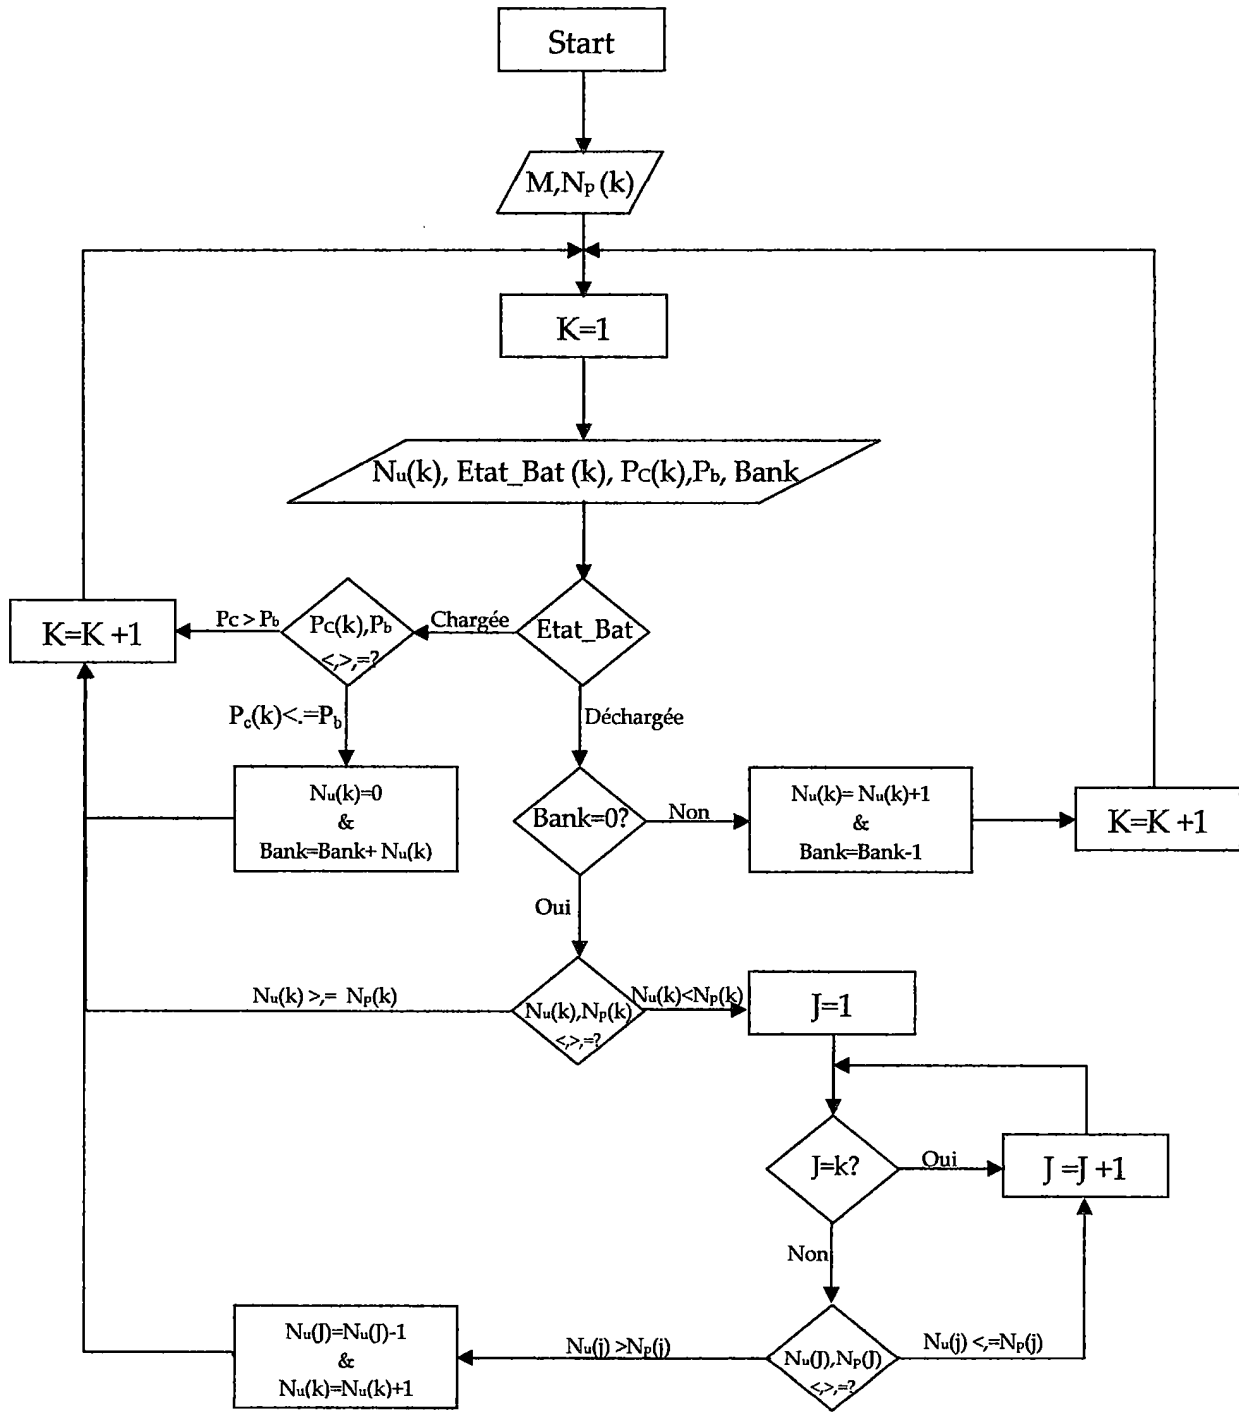 Start
M,Np (k)
K=1
Nu(k), Etat_Bat (k), PC(k),Pb, Bank
K=K +1
Pc > Pb
PC(k),Pb
<,>,=?
Chargée
Etat_Bat
Pc(k)<.=Pb
Déchargée
Nu(k)=0
&
Bank=Bank+ Nu(k)
Bank=0?
Non
Nu(k)= Nu(k)+1
&
Bank=Bank-1
K=K +1
Oui
Nu(k) >,= Np(k)
Nu(k),Np(k)
<,>,=?
Nu(k)<Np(k)
J=1
J=k?
Oui
J =J +1
Non
Nu(J)=Nu(J)-1
&
Nu(k)=Nu(k)+1
Nu(j) >Np(j)
Nu(J),Np(J)
<,>,=?
Nu(j) <,=Np(j)